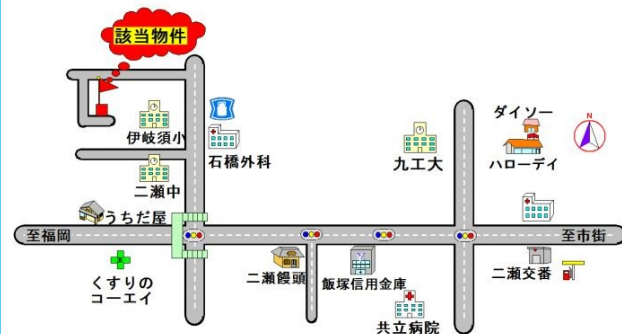 該当物件
伊岐須小
石橋外科
二瀬中
九工大
ダイソー
ハローデイ
N
うちだ屋
至福岡
至市街
くすりの
コーエイ
二瀬饅頭
飯塚信用金庫
二瀬交番
共立病院